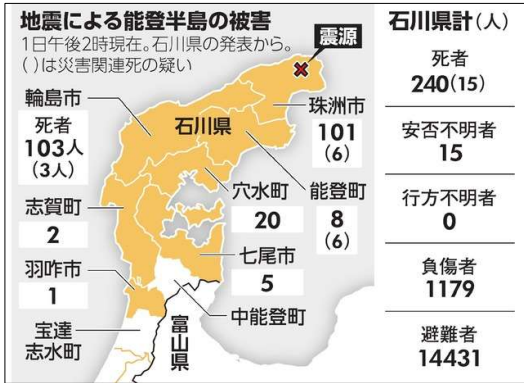 地震による能登半島の被害
1日午後2時現在。石川県の発表から。
( )は災害関連死の疑い
震源
輪島市
死者
103人
(3人)
石川県
珠洲市
101
(6)
志賀町
2
穴水町
20
能登町
8
(6)
羽咋市
1
七尾市
5
宝達
志水町
富山県
中能登町
石川県計(人)
死者
240(15)
安否不明者
15
行方不明者
0
負傷者
1179
避難者
14431